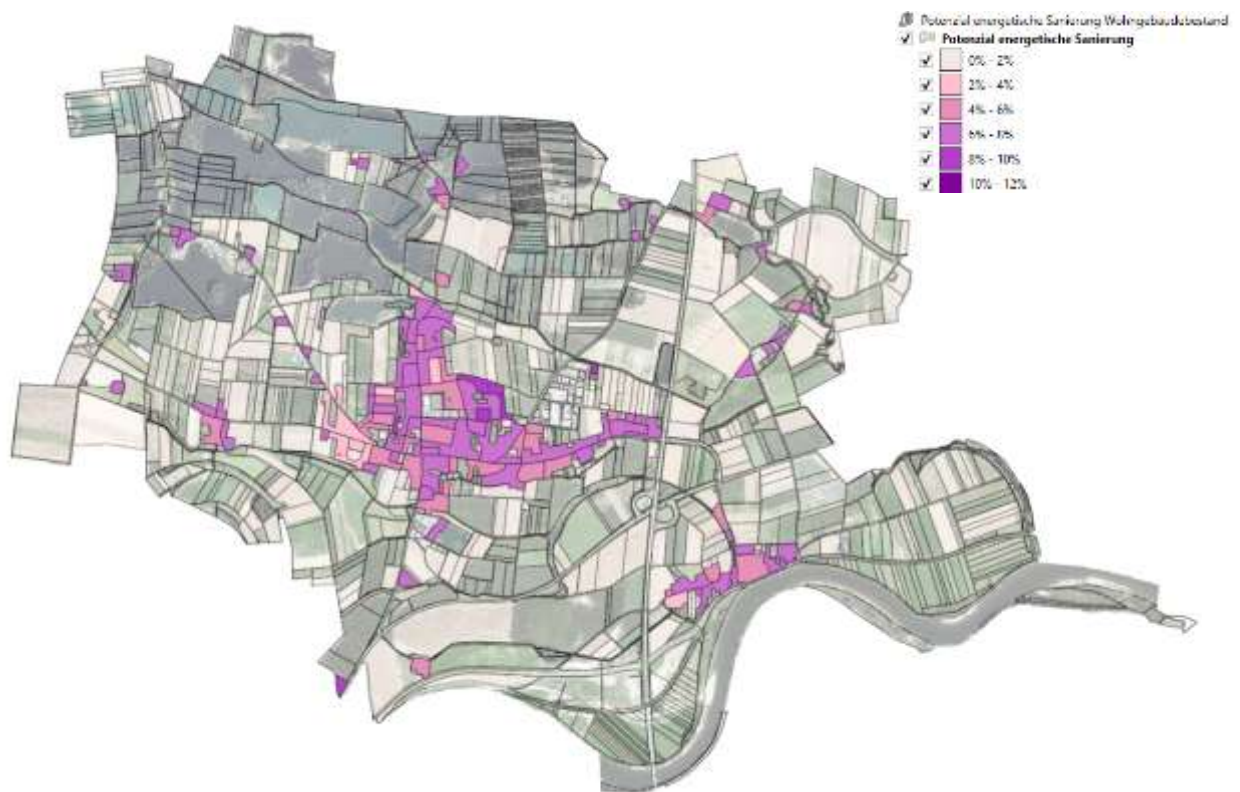 Potenzial energetische Sanierung Wohngebäudebestand
Potenzial energetische Sanierung
0% - 2%
2% - 4%
4% - 6%
6% - 8%
8% - 10%
10% - 12%